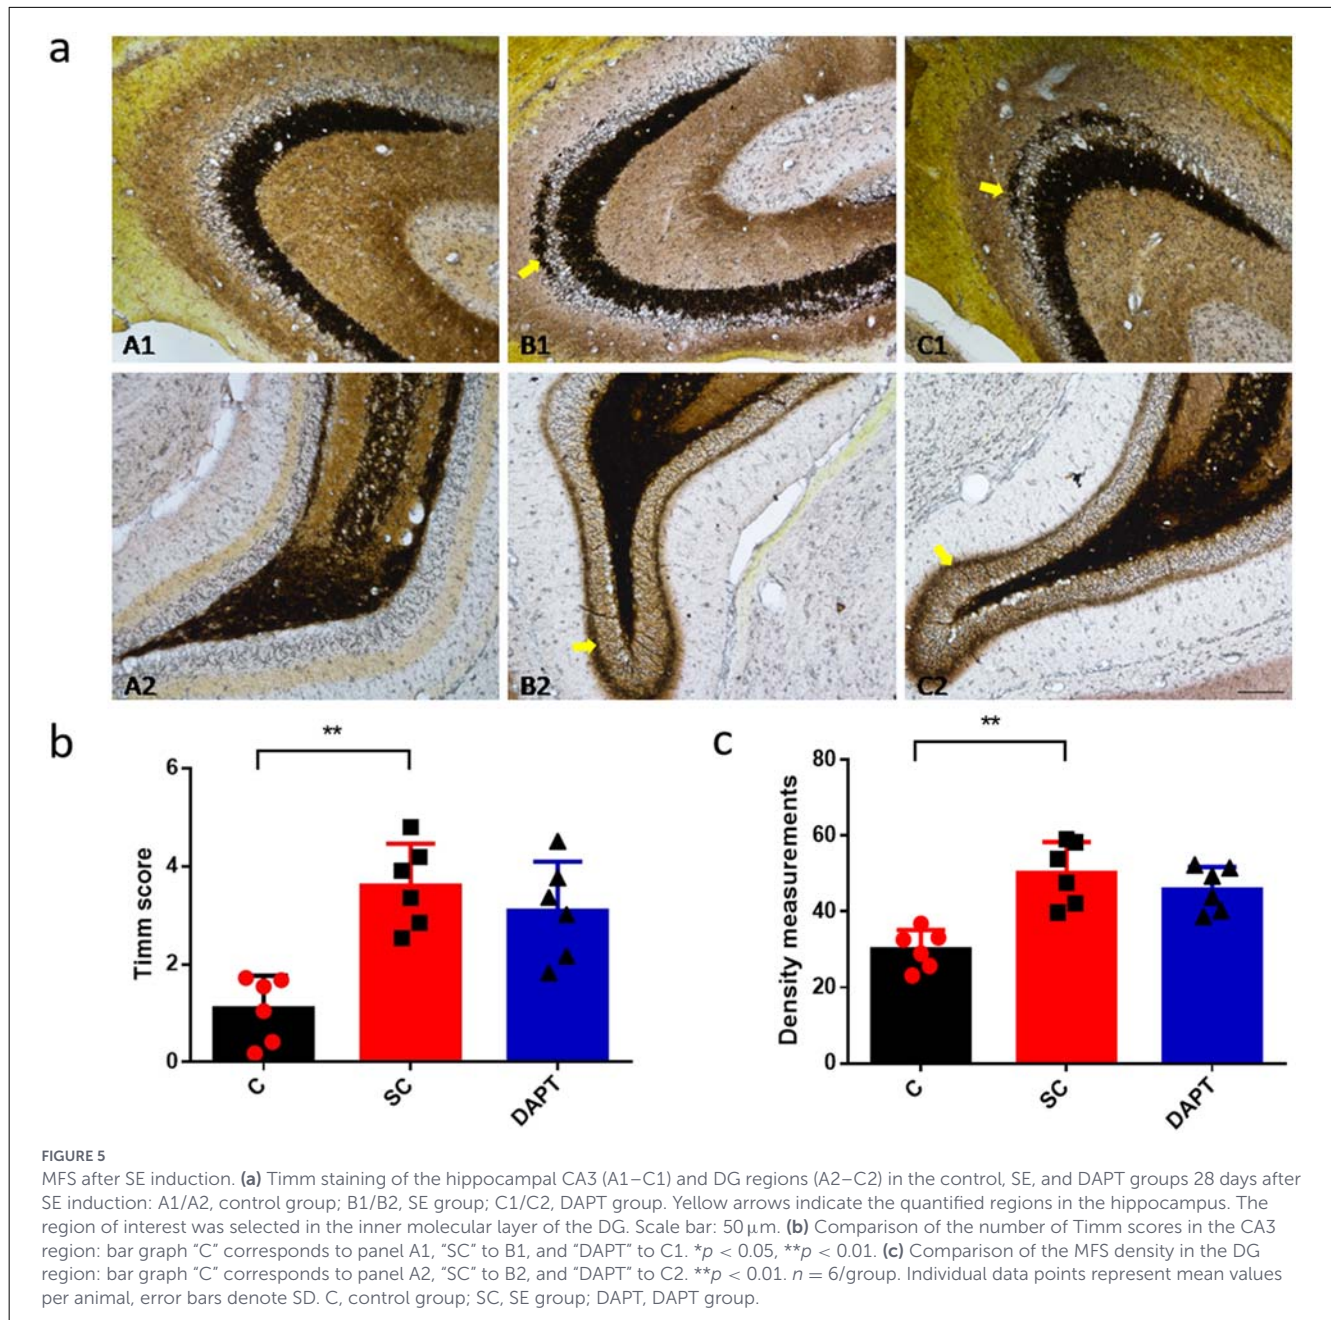 a
A1
B1
C1
A2
B2
C2
b
**
6
4
2
0
Timm score
C
SC
DAPT
c
**
80
60
40
20
0
Density measurements
C
SC
DAPT
FIGURE 5
MFS after SE induction. (a) Timm staining of the hippocampal CA3 (A1–C1) and DG regions (A2–C2) in the control, SE, and DAPT groups 28 days after
SE induction: A1/A2, control group; B1/B2, SE group; C1/C2, DAPT group. Yellow arrows indicate the quantified regions in the hippocampus. The
region of interest was selected in the inner molecular layer of the DG. Scale bar: 50 μm. (b) Comparison of the number of Timm scores in the CA3
region: bar graph “C” corresponds to panel A1, “SC” to B1, and “DAPT” to C1. *p < 0.05, **p < 0.01. (c) Comparison of the MFS density in the DG
region: bar graph “C” corresponds to panel A2, “SC” to B2, and “DAPT” to C2. **p < 0.01. n = 6/group. Individual data points represent mean values
per animal, error bars denote SD. C, control group; SC, SE group; DAPT, DAPT group.